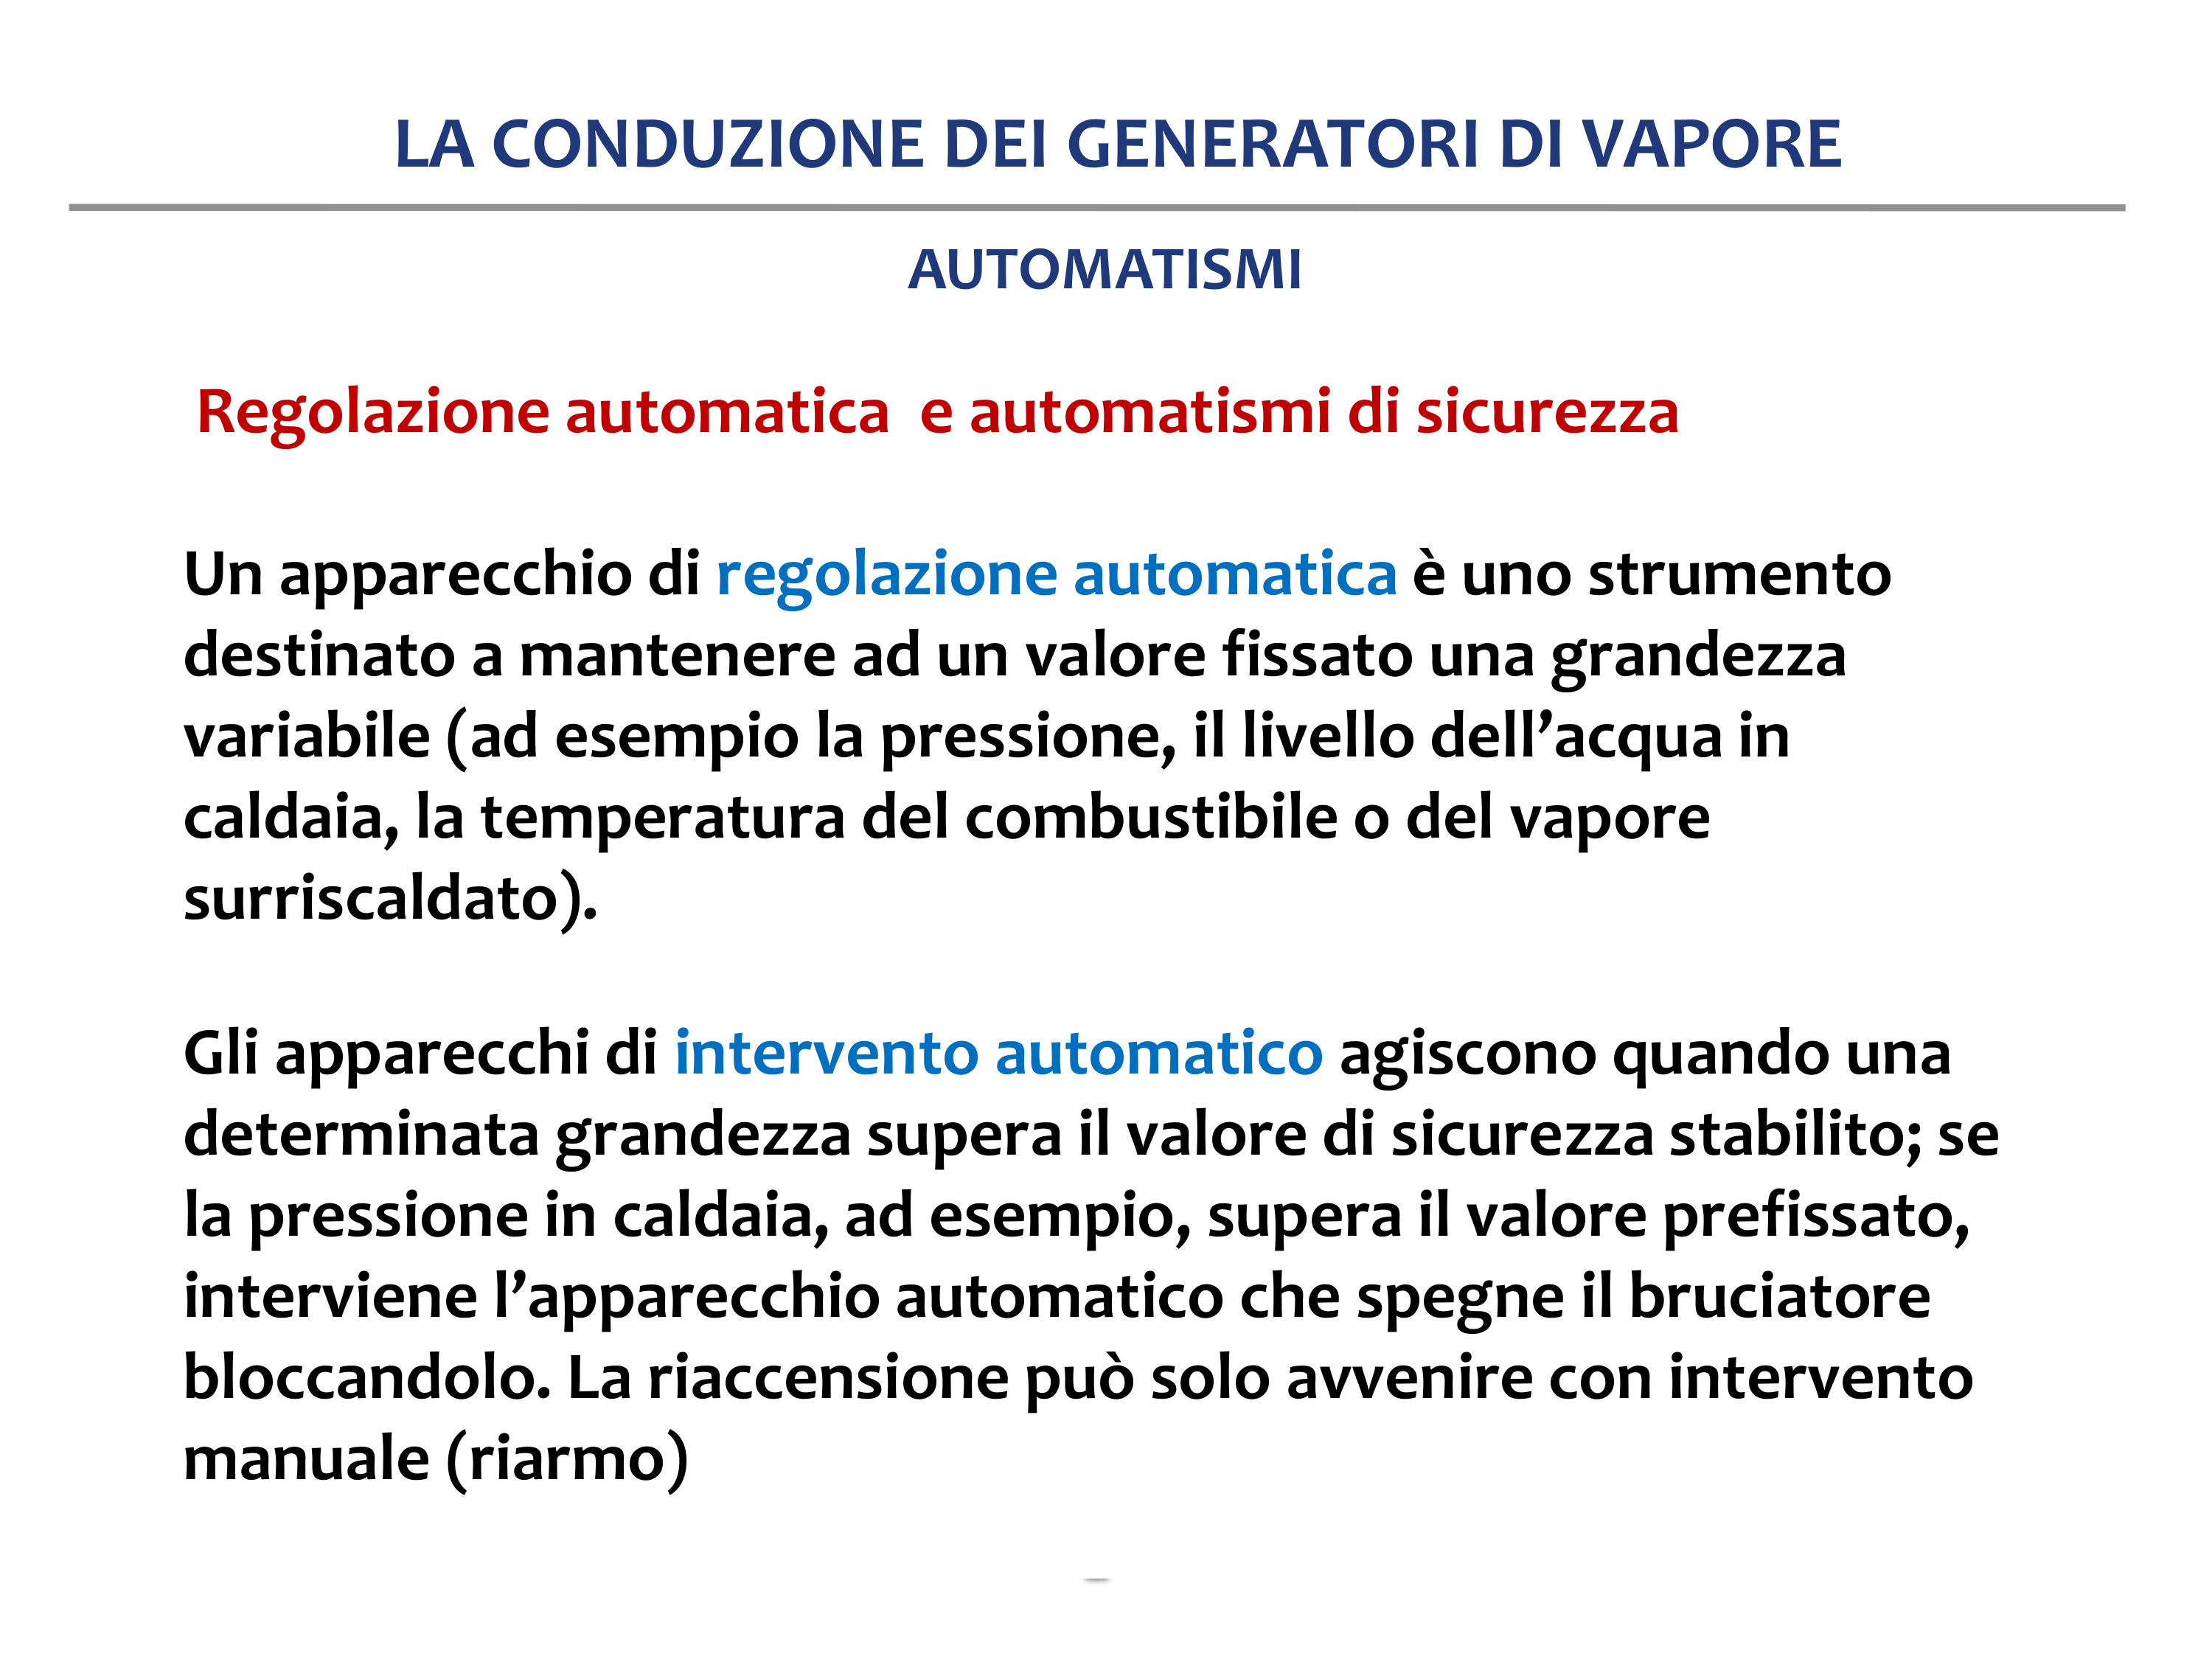 LA CONDUZIONE DEI GENERATORI DI VAPORE
AUTOMATISMI
Regolazione automatica  e automatismi di sicurezza
Un apparecchio di regolazione automatica è uno strumento
destinato a mantenere ad un valore fissato una grandezza
variabile (ad esempio la pressione, il livello dell’acqua in
caldaia, la temperatura del combustibile o del vapore
surriscaldato).
Gli apparecchi di intervento automatico agiscono quando una
determinata grandezza supera il valore di sicurezza stabilito; se
la pressione in caldaia, ad esempio, supera il valore prefissato,
interviene l’apparecchio automatico che spegne il bruciatore
bloccandolo. La riaccensione può solo avvenire con intervento
manuale (riarmo)